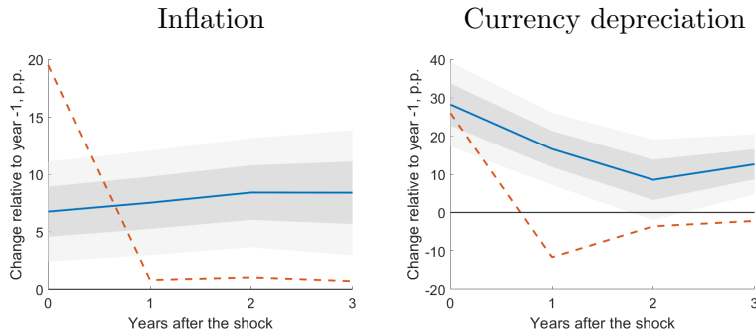 Inflation
Change relative to year -1, p.p.
20
15
10
5
0
0 1 2 3
Years after the shock
Currency depreciation
Change relative to year -1, p.p.
40
30
20
10
0
-10
-20
0 1 2 3
Years after the shock